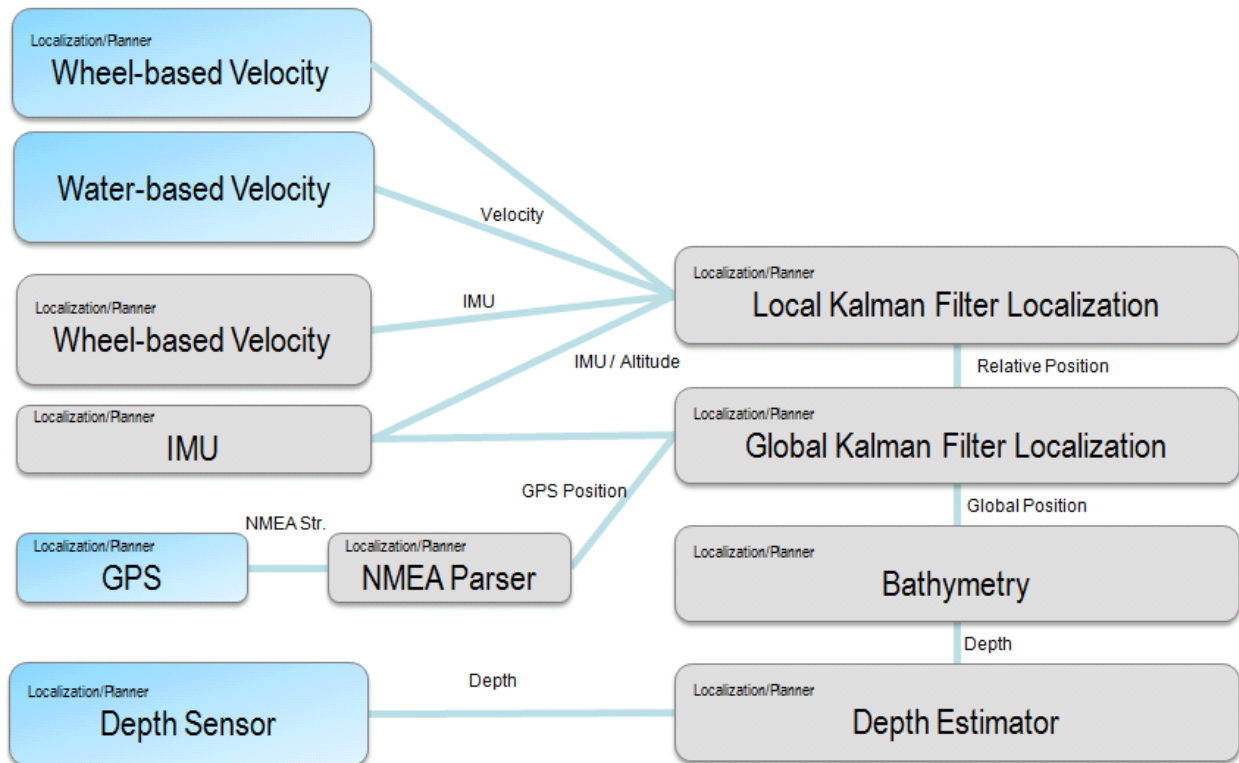 Localization/Planner
Wheel-based Velocity
Water-based Velocity
Velocity
Localization/Planner
Wheel-based Velocity
IMU
Localization/Planner
Local Kalman Filter Localization
IMU / Altitude
Relative Position
Localization/Planner
IMU
Localization/Planner
Global Kalman Filter Localization
GPS Position
Global Position
NMEA Str.
Localization/Planner
GPS
Localization/Planner
NMEA Parser
Localization/Planner
Bathymetry
Depth
Localization/Planner
Depth Sensor
Depth
Localization/Planner
Depth Estimator